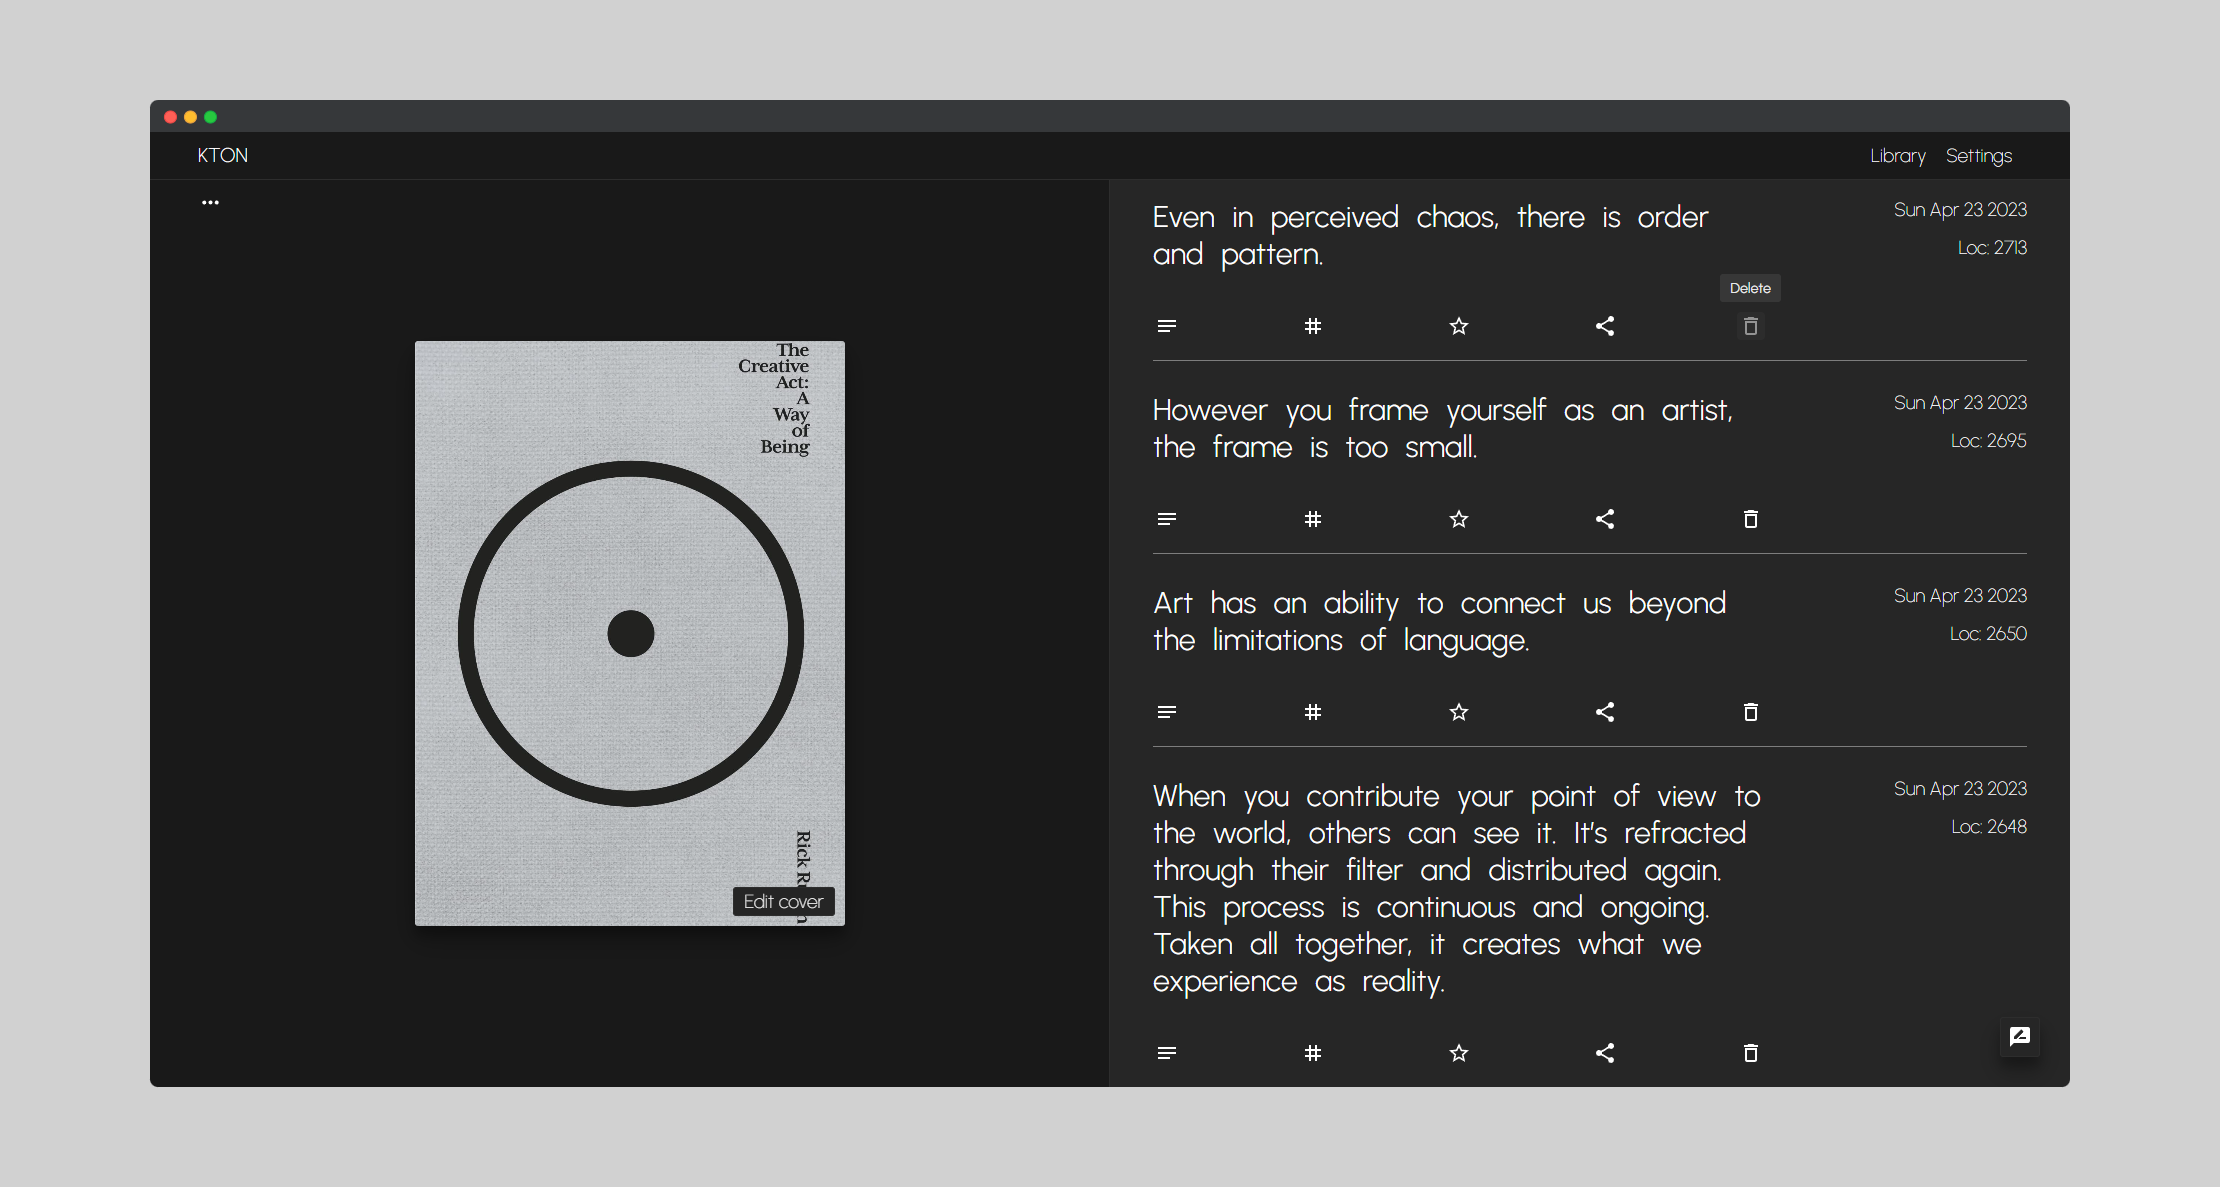 KTON
Library Settings
The
Creative
Act:
A
Way
of
Being
Rick
Edit cover
Even in perceived chaos, there is order
and pattern.
Sun Apr 23 2023
Loc: 2713
Delete
However you frame yourself as an artist,
the frame is too small.
Sun Apr 23 2023
Loc: 2695
Art has an ability to connect us beyond
the limitations of language.
Sun Apr 23 2023
Loc: 2650
When you contribute your point of view to
the world, others can see it. It's refracted
through their filter and distributed again.
This process is continuous and ongoing.
Taken all together, it creates what we
experience as reality.
Sun Apr 23 2023
Loc: 2648